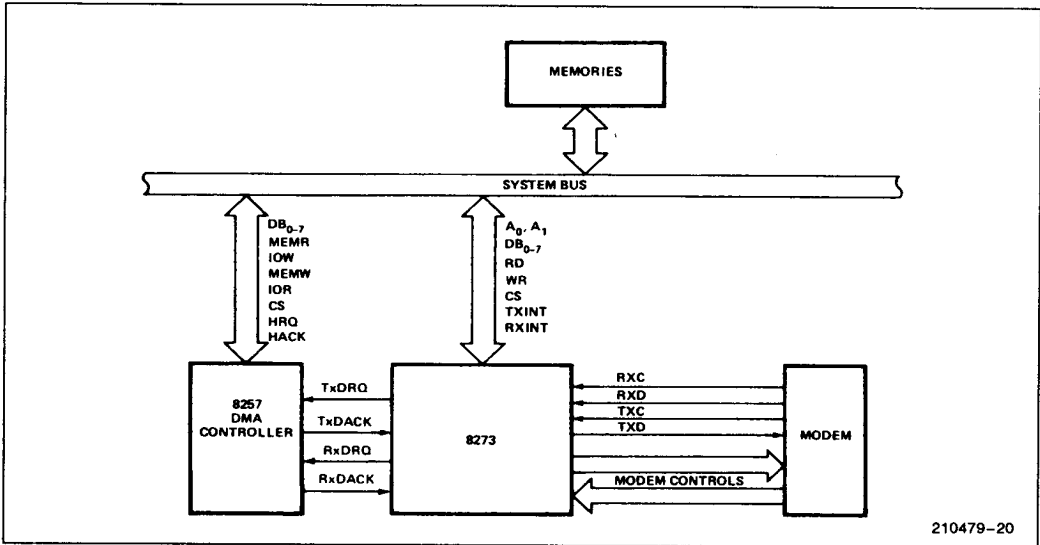 MEMORIES
SYSTEM BUS
DB0-7
MEMR
IOW
MEMW
IOR
CS
HRQ
HACK
A0, A1
DB0-7
RD
WR
CS
TXINT
RXINT
8257
DMA
CONTROLLER
TxDRQ
TxDACK
RxDRQ
RxDACK
8273
RXC
RXD
TXC
TXD
MODEM CONTROLS
MODEM
210479-20